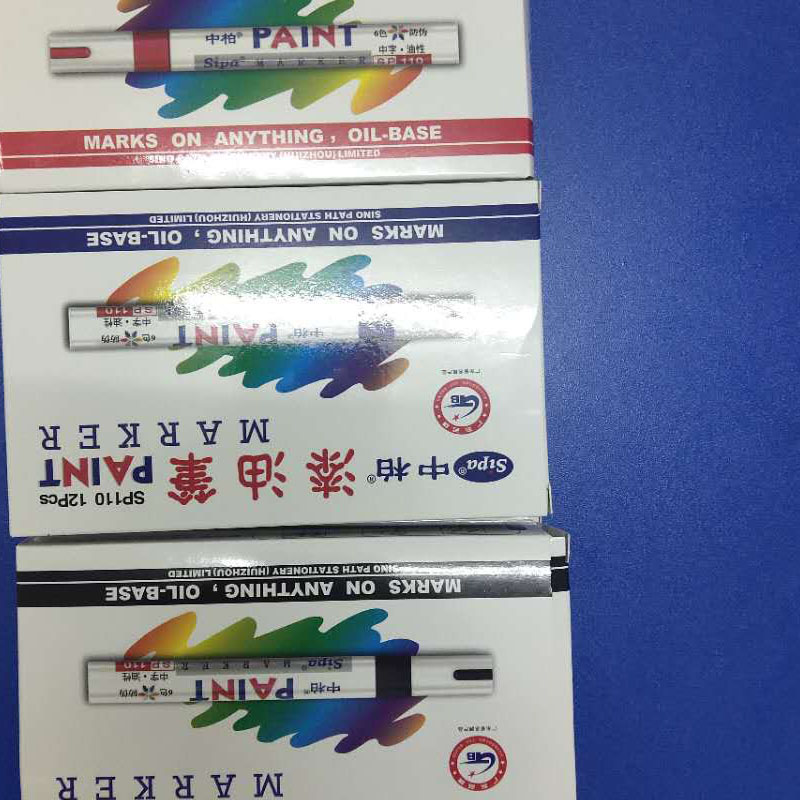 中柏 PAINT
6色 防伪
中字·油性
Sipa MARKER SP 110
MARKS ON ANYTHING, OIL-BASE
(HUIZHOU) LIMITED
SINO PATH STATIONERY (HUIZHOU) LIMITED
MARKS ON ANYTHING, OIL-BASE
SP 110
中字·油性
6色 防伪
中柏® PAINT
MARKER
Sipa® 中柏® 漆油筆 PAINT
SP110 12Pcs
SINO PATH STATIONERY (HUIZHOU) LIMITED
MARKS ON ANYTHING, OIL-BASE
Sipa® MARKER SP 110
中字·油性
6色 防伪
中柏® PAINT
MARKER